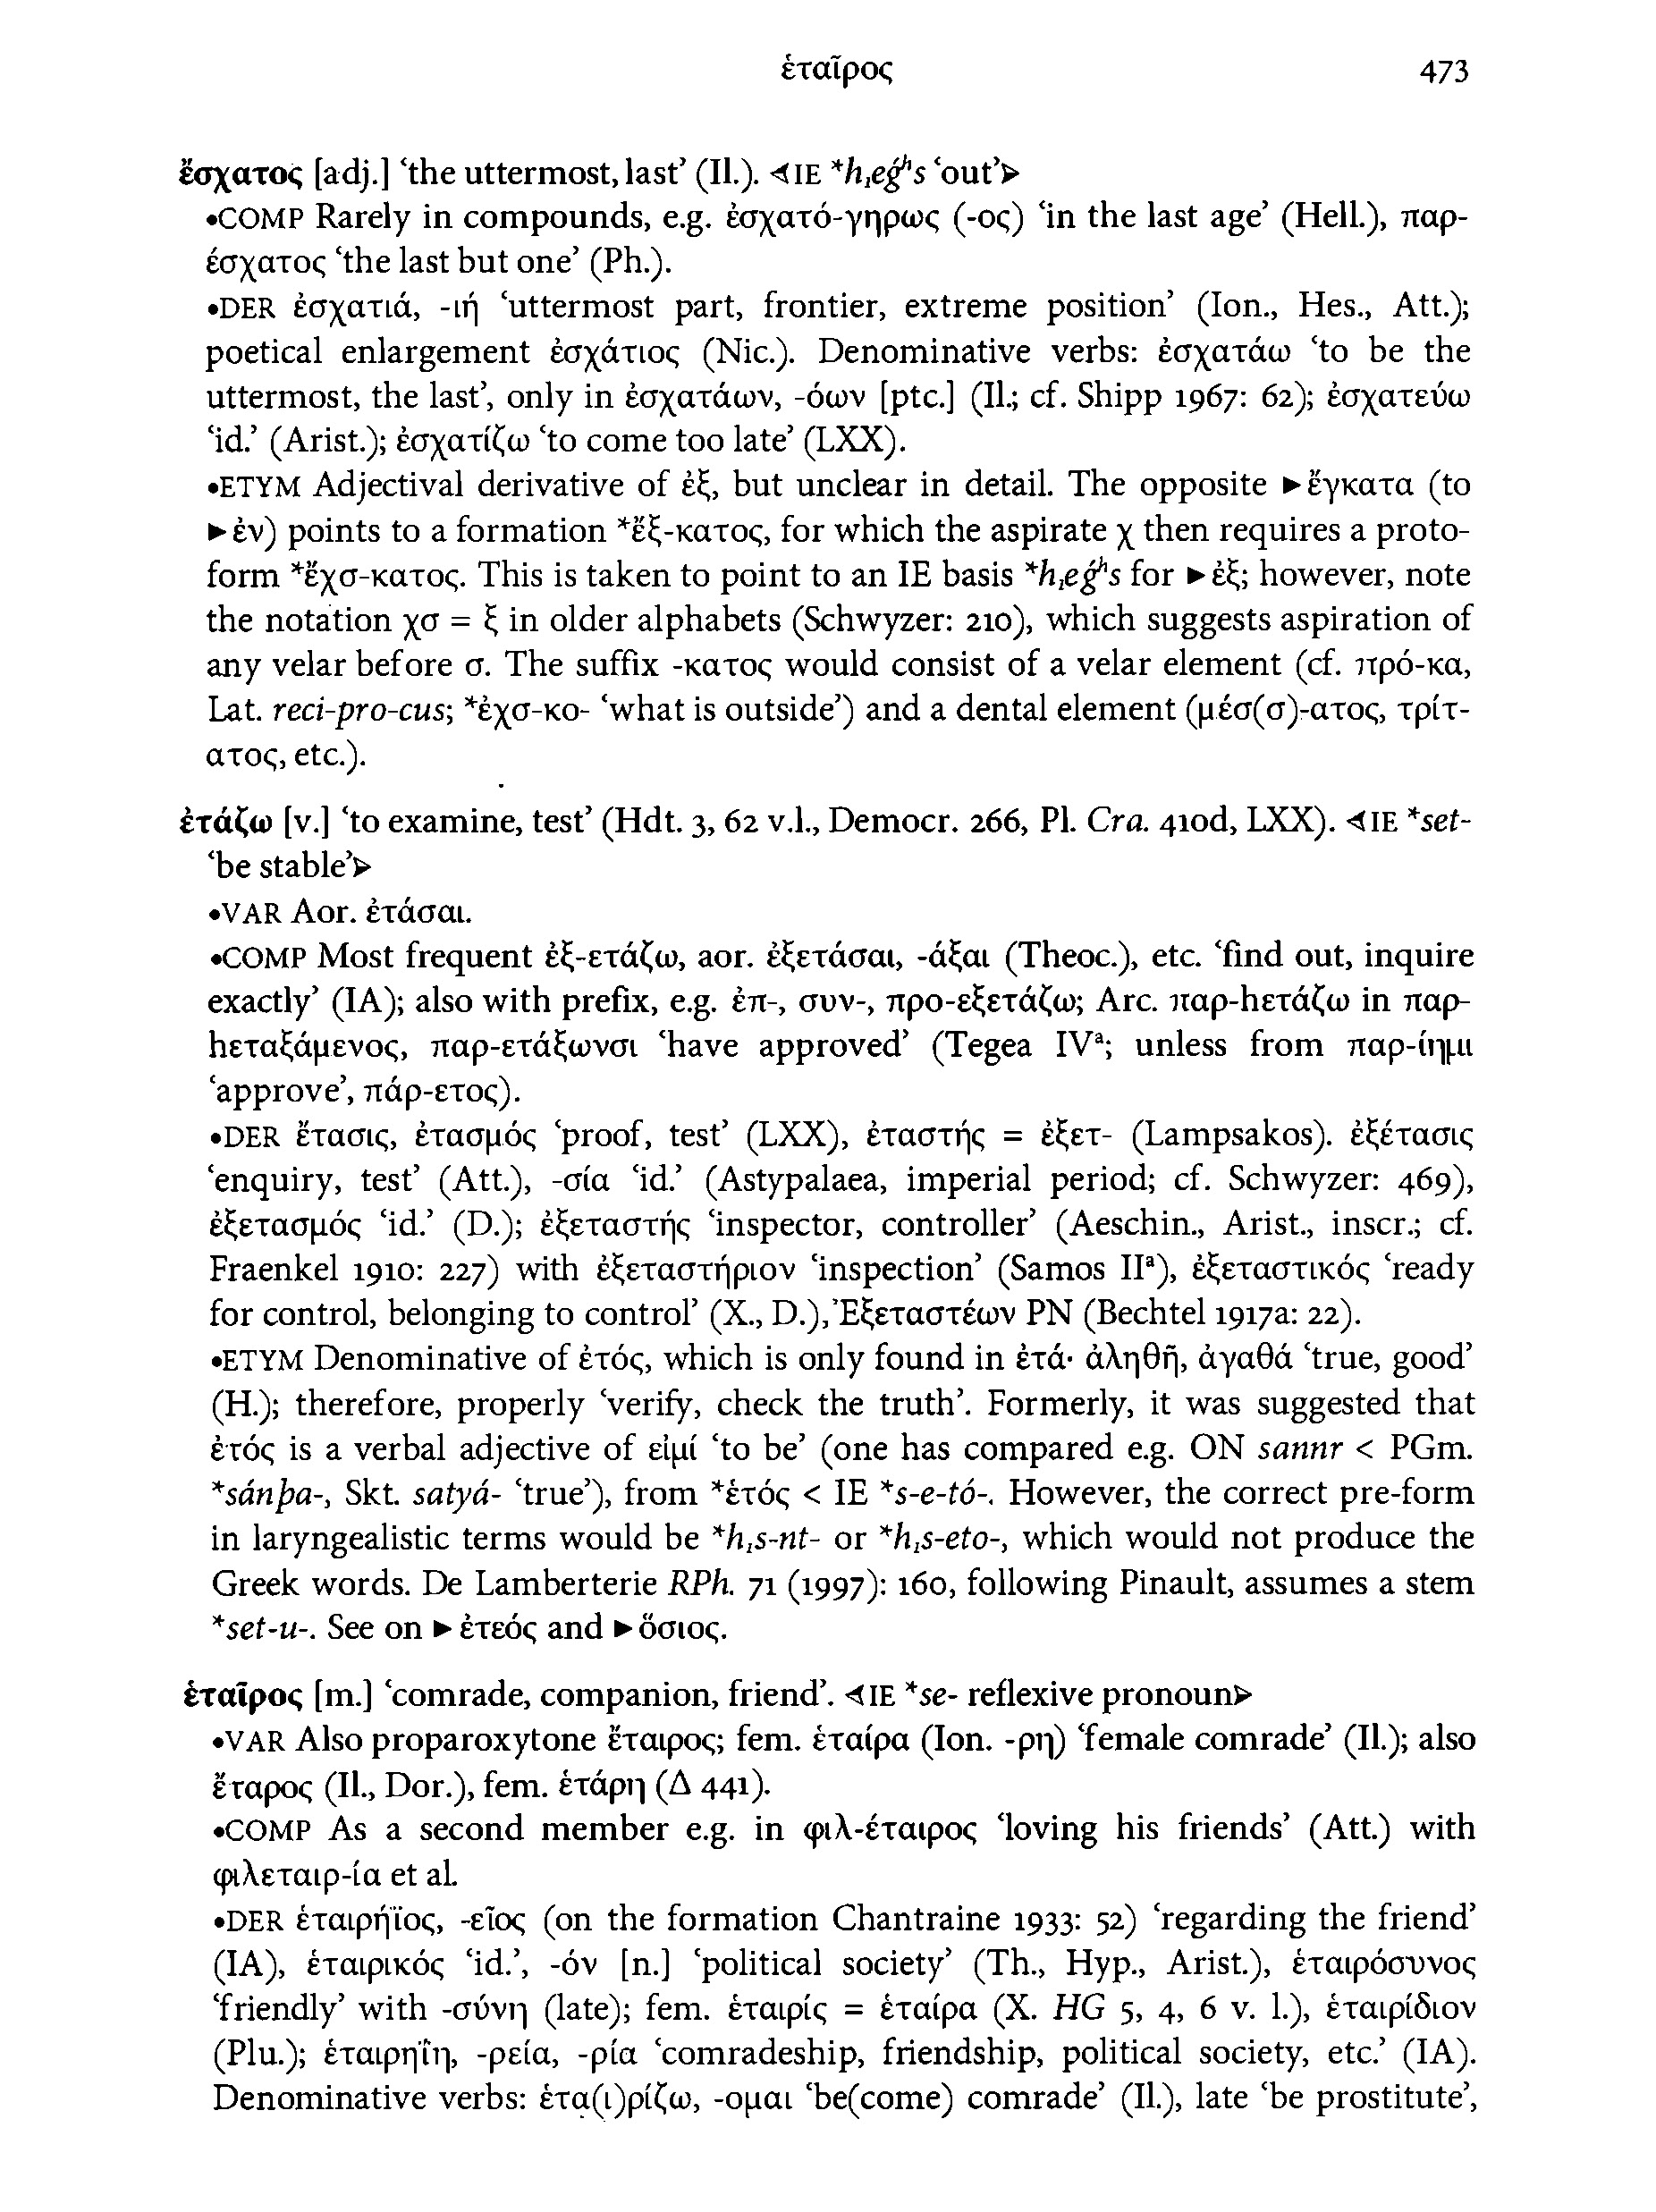 ἑταῖρος 473
ἔσχατος [adj.] ‘the uttermost, last’ (Il.). ⊲IE *h₁eǵʰs ‘out’⊳
•COMP Rarely in compounds, e.g. ἐσχατό-γηρως (-ος) ‘in the last age’ (Hell.), παρ-
έσχατος ‘the last but one’ (Ph.).
•DER ἐσχατιά, -ιή ‘uttermost part, frontier, extreme position’ (Ion., Hes., Att.);
poetical enlargement ἐσχάτιος (Nic.). Denominative verbs: ἐσχατάω ‘to be the
uttermost, the last’, only in ἐσχατάων, -όων [ptc.] (Il.; cf. Shipp 1967: 62); ἐσχατεύω
‘id.’ (Arist.); ἐσχατίζω ‘to come too late’ (LXX).
•ETYM Adjectival derivative of ἐξ, but unclear in detail. The opposite ►ἔγκατα (to
►ἐν) points to a formation *ἔξ-κατος, for which the aspirate χ then requires a proto-
form *ἔχσ-κατος. This is taken to point to an IE basis *h₁eǵʰs for ►ἐξ; however, note
the notation χσ = ξ in older alphabets (Schwyzer: 210), which suggests aspiration of
any velar before σ. The suffix -κατος would consist of a velar element (cf. πρό-κα,
Lat. reci-pro-cus; *ἐχσ-κο- ‘what is outside’) and a dental element (μέσ(σ)-ατος, τρίτ-
ατος, etc.).
ἐτάζω [v.] ‘to examine, test’ (Hdt. 3, 62 v.l., Democr. 266, Pl. Cra. 410d, LXX). ⊲IE *set-
‘be stable’⊳
•VAR Aor. ἐτάσαι.
•COMP Most frequent ἐξ-ετάζω, aor. ἐξετάσαι, -άξαι (Theoc.), etc. ‘find out, inquire
exactly’ (IA); also with prefix, e.g. ἐπ-, συν-, προ-εξετάζω; Arc. παρ-hετάζω in παρ-
hεταξάμενος, παρ-ετάξωνσι ‘have approved’ (Tegea IVᵃ; unless from παρ-ίημι
‘approve’, πάρ-ετος).
•DER ἔτασις, ἐτασμός ‘proof, test’ (LXX), ἐταστής = ἐξετ- (Lampsakos). ἐξέτασις
‘enquiry, test’ (Att.), -σία ‘id.’ (Astypalaea, imperial period; cf. Schwyzer: 469),
ἐξετασμός ‘id.’ (D.); ἐξεταστής ‘inspector, controller’ (Aeschin., Arist., inscr.; cf.
Fraenkel 1910: 227) with ἐξεταστήριον ‘inspection’ (Samos IIᵃ), ἐξεταστικός ‘ready
for control, belonging to control’ (X., D.), Ἐξεταστέων PN (Bechtel 1917a: 22).
•ETYM Denominative of ἐτός, which is only found in ἐτά· ἀληθῆ, ἀγαθά ‘true, good’
(H.); therefore, properly ‘verify, check the truth’. Formerly, it was suggested that
ἐτός is a verbal adjective of εἰμί ‘to be’ (one has compared e.g. ON sannr < PGm.
*sánþa-, Skt. satyá- ‘true’), from *ἑτός < IE *s-e-tó-. However, the correct pre-form
in laryngealistic terms would be *h₁s-nt- or *h₁s-eto-, which would not produce the
Greek words. De Lamberterie RPh. 71 (1997): 160, following Pinault, assumes a stem
*set-u-. See on ►ἐτεός and ►ὅσιος.
ἑταῖρος [m.] ‘comrade, companion, friend’. ⊲IE *se- reflexive pronoun⊳
•VAR Also proparoxytone ἕταιρος; fem. ἑταίρα (Ion. -ρη) ‘female comrade’ (Il.); also
ἕταρος (Il., Dor.), fem. ἑτάρη (Δ 441).
•COMP As a second member e.g. in φιλ-έταιρος ‘loving his friends’ (Att.) with
φιλεταιρ-ία et al.
•DER ἑταιρήϊος, -εῖος (on the formation Chantraine 1933: 52) ‘regarding the friend’
(IA), ἑταιρικός ‘id.’, -όν [n.] ‘political society’ (Th., Hyp., Arist.), ἑταιρόσυνος
‘friendly’ with -σύνη (late); fem. ἑταιρίς = ἑταίρα (X. HG 5, 4, 6 v. l.), ἑταιρίδιον
(Plu.); ἑταιρηΐη, -ρεία, -ρία ‘comradeship, friendship, political society, etc.’ (IA).
Denominative verbs: ἑτα(ι)ρίζω, -ομαι ‘be(come) comrade’ (Il.), late ‘be prostitute’,